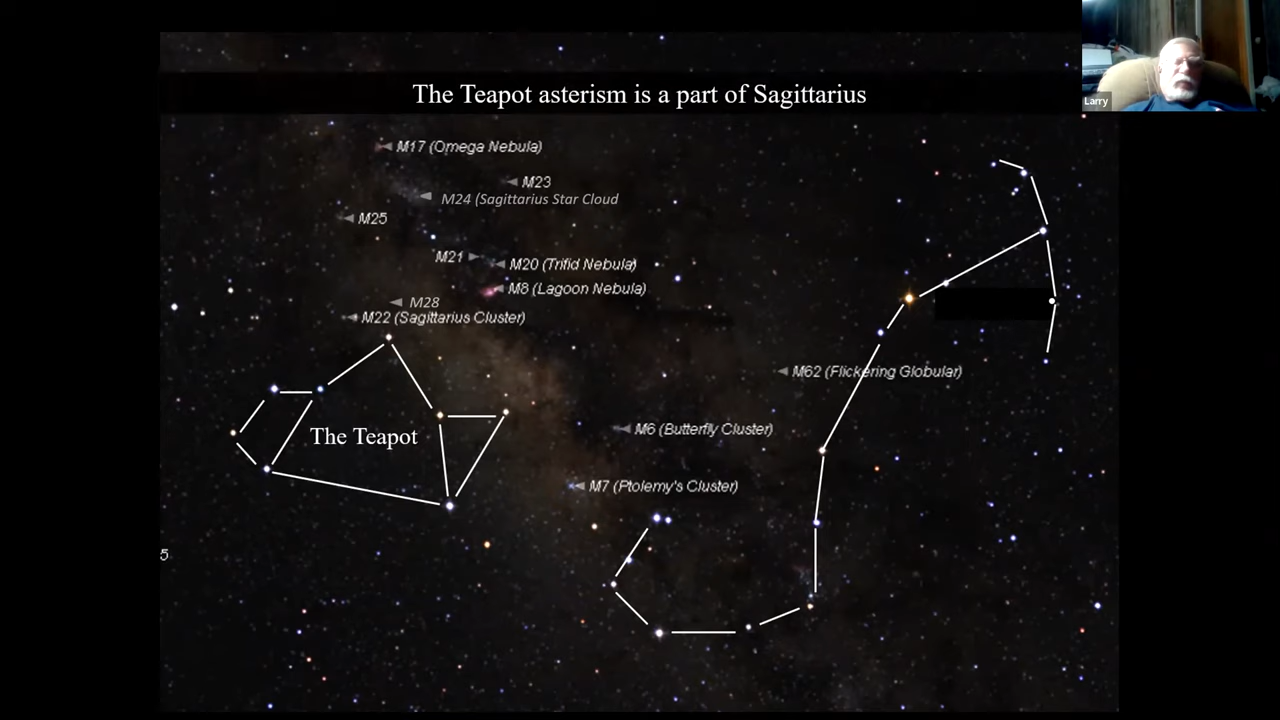 The Teapot asterism is a part of Sagittarius
Larry
M17 (Omega Nebula)
M23
M24 (Sagittarius Star Cloud
M25
M21
M20 (Trifid Nebula)
M8 (Lagoon Nebula)
M28
M22 (Sagittarius Cluster)
M62 (Flickering Globular)
The Teapot
M6 (Butterfly Cluster)
M7 (Ptolemy's Cluster)
5